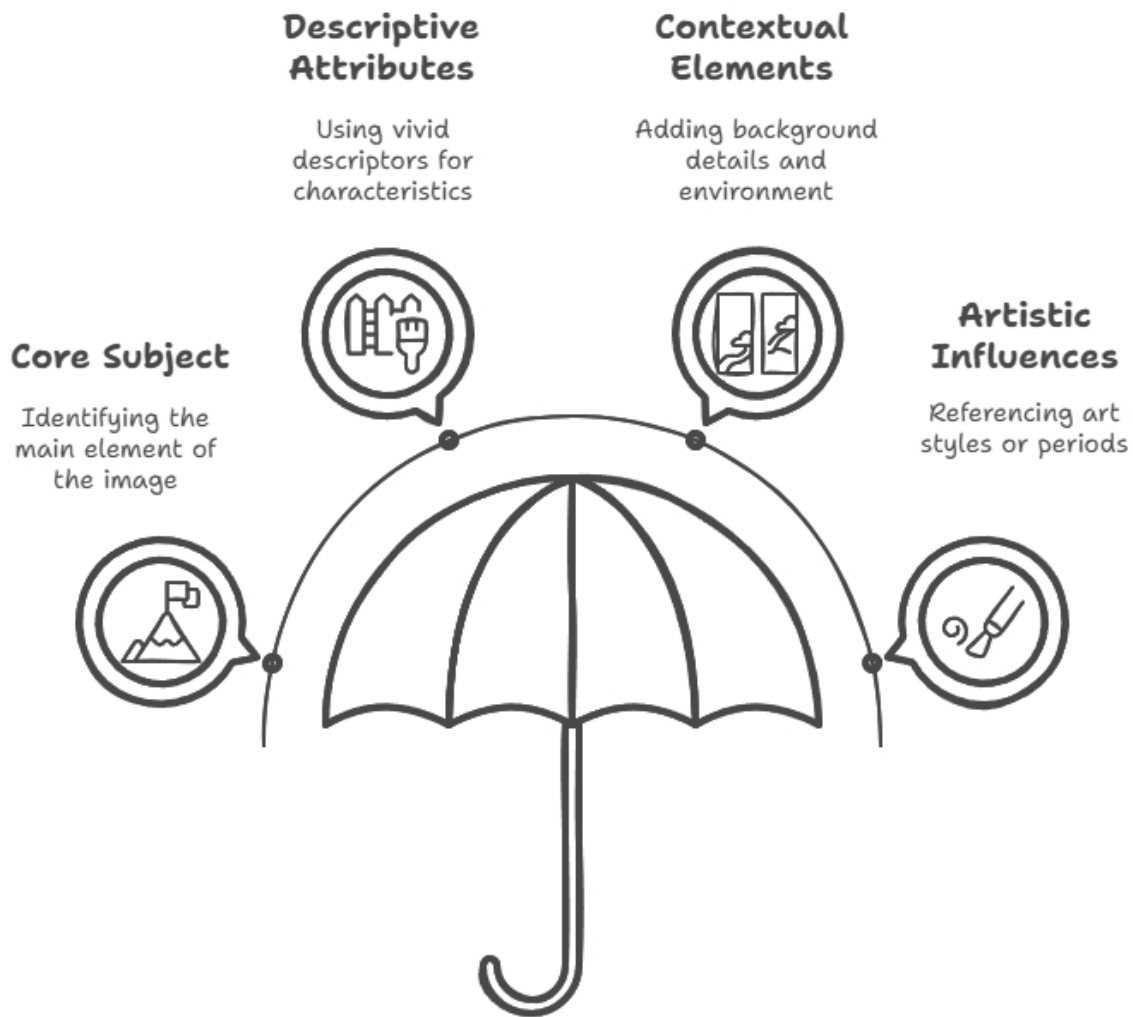 Descriptive
Attributes
Using vivid
descriptors for
characteristics
Contextual
Elements
Adding background
details and
environment
Core Subject
Identifying the
main element of
the image
Artistic
Influences
Referencing art
styles or periods